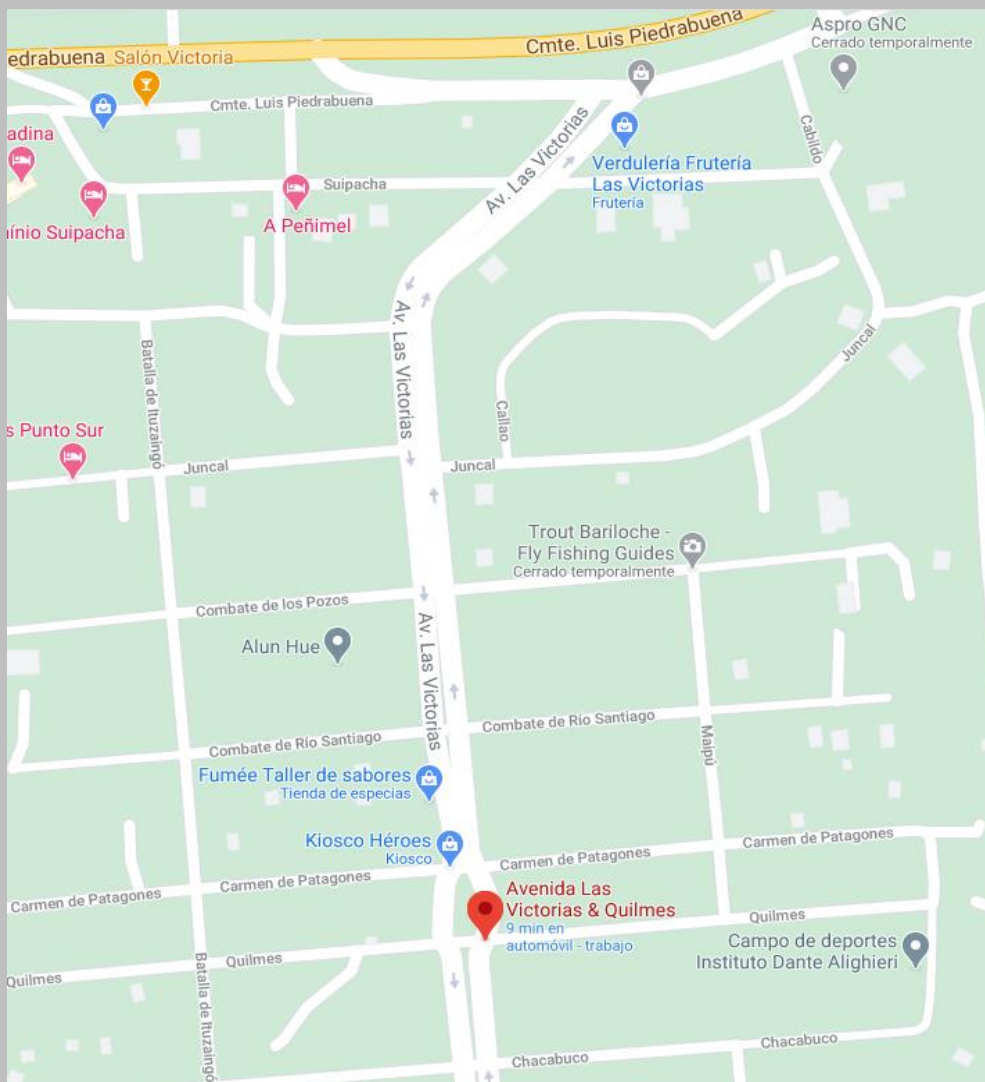 Aspro GNC
Cerrado temporalmente
Cmte. Luis Piedrabuena
edrabuena
Salón Victoria
Cmte. Luis Piedrabuena
Av. Las Victorias
Cabildo
adina
Verdulería Frutería
Las Victorias
Frutería
Suipacha
A Peñimel
inio Suipacha
Av. Las Victorias
Batalla de Ituzaingó
Juncal
Callao
s Punto Sur
Juncal
Juncal
Trout Bariloche -
Fly Fishing Guides
Cerrado temporalmente
Combate de los Pozos
Alun Hue
Av. Las Victorias
Combate de Río Santiago
Combate de Río Santiago
Maipú
Fumée Taller de sabores
Tienda de especias
Kiosco Héroes
Kiosco
Carmen de Patagones
Carmen de Patagones
Carmen de Patagones
Carmen de Patagones
Avenida Las
Victorias & Quilmes
9 min en
automóvil - trabajo
Quilmes
Campo de deportes
Instituto Dante Alighieri
Quilmes
Quilmes
Batalla de Ituzaingó
Chacabuco
Chacabuco